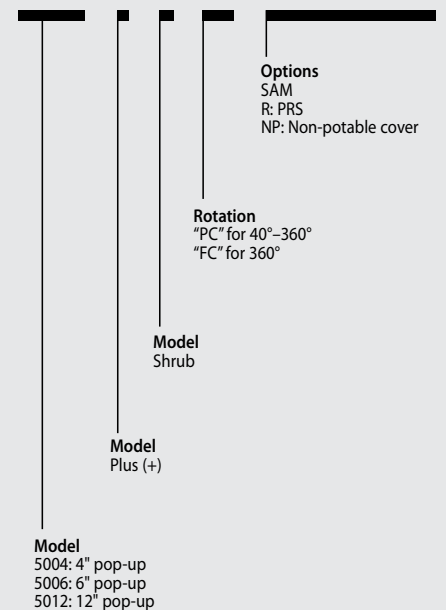 Options
SAM
R: PRS
NP: Non-potable cover
Rotation
“PC” for 40°–360°
“FC” for 360°
Model
Shrub
Model
Plus (+)
Model
5004: 4" pop-up
5006: 6" pop-up
5012: 12" pop-up